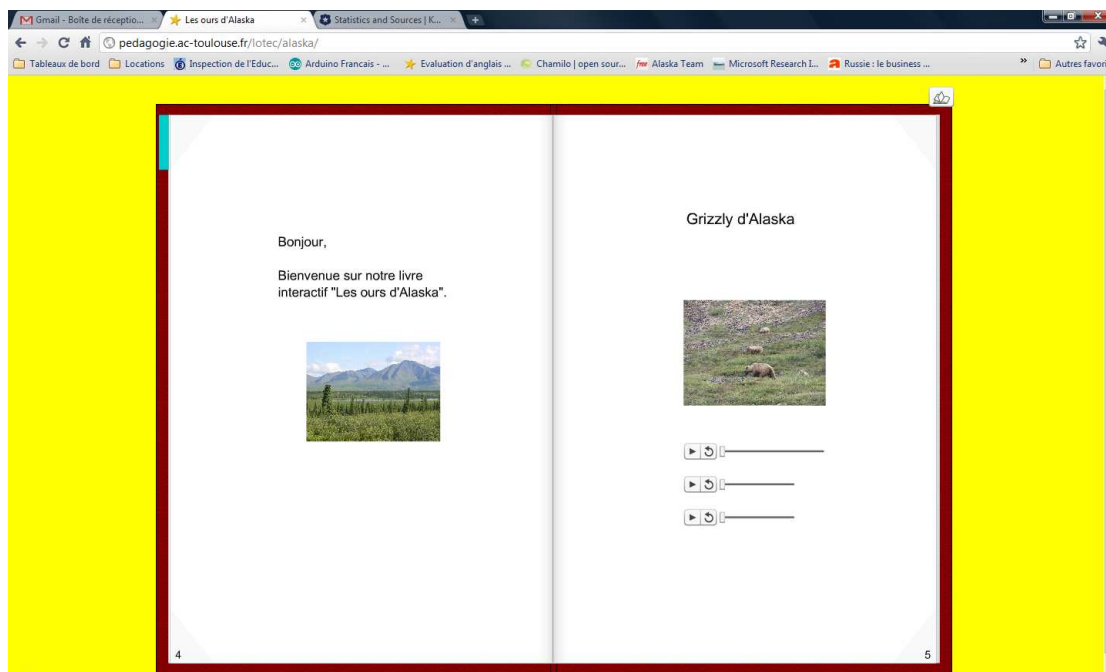 Gmail - Boîte de réceptio...
Les ours d'Alaska
Statistics and Sources | K...
pedagogie.ac-toulouse.fr/lotec/alaska/
Tableaux de bord
Locations
Inspection de l'Educ...
Arduino Francais - ...
Evaluation d'anglais ...
Chamilo | open sour...
free Alaska Team
Microsoft Research I...
Russie : le business ...
»
Autres favori
Bonjour,
Bienvenue sur notre livre
interactif "Les ours d'Alaska".
4
Grizzly d'Alaska
5